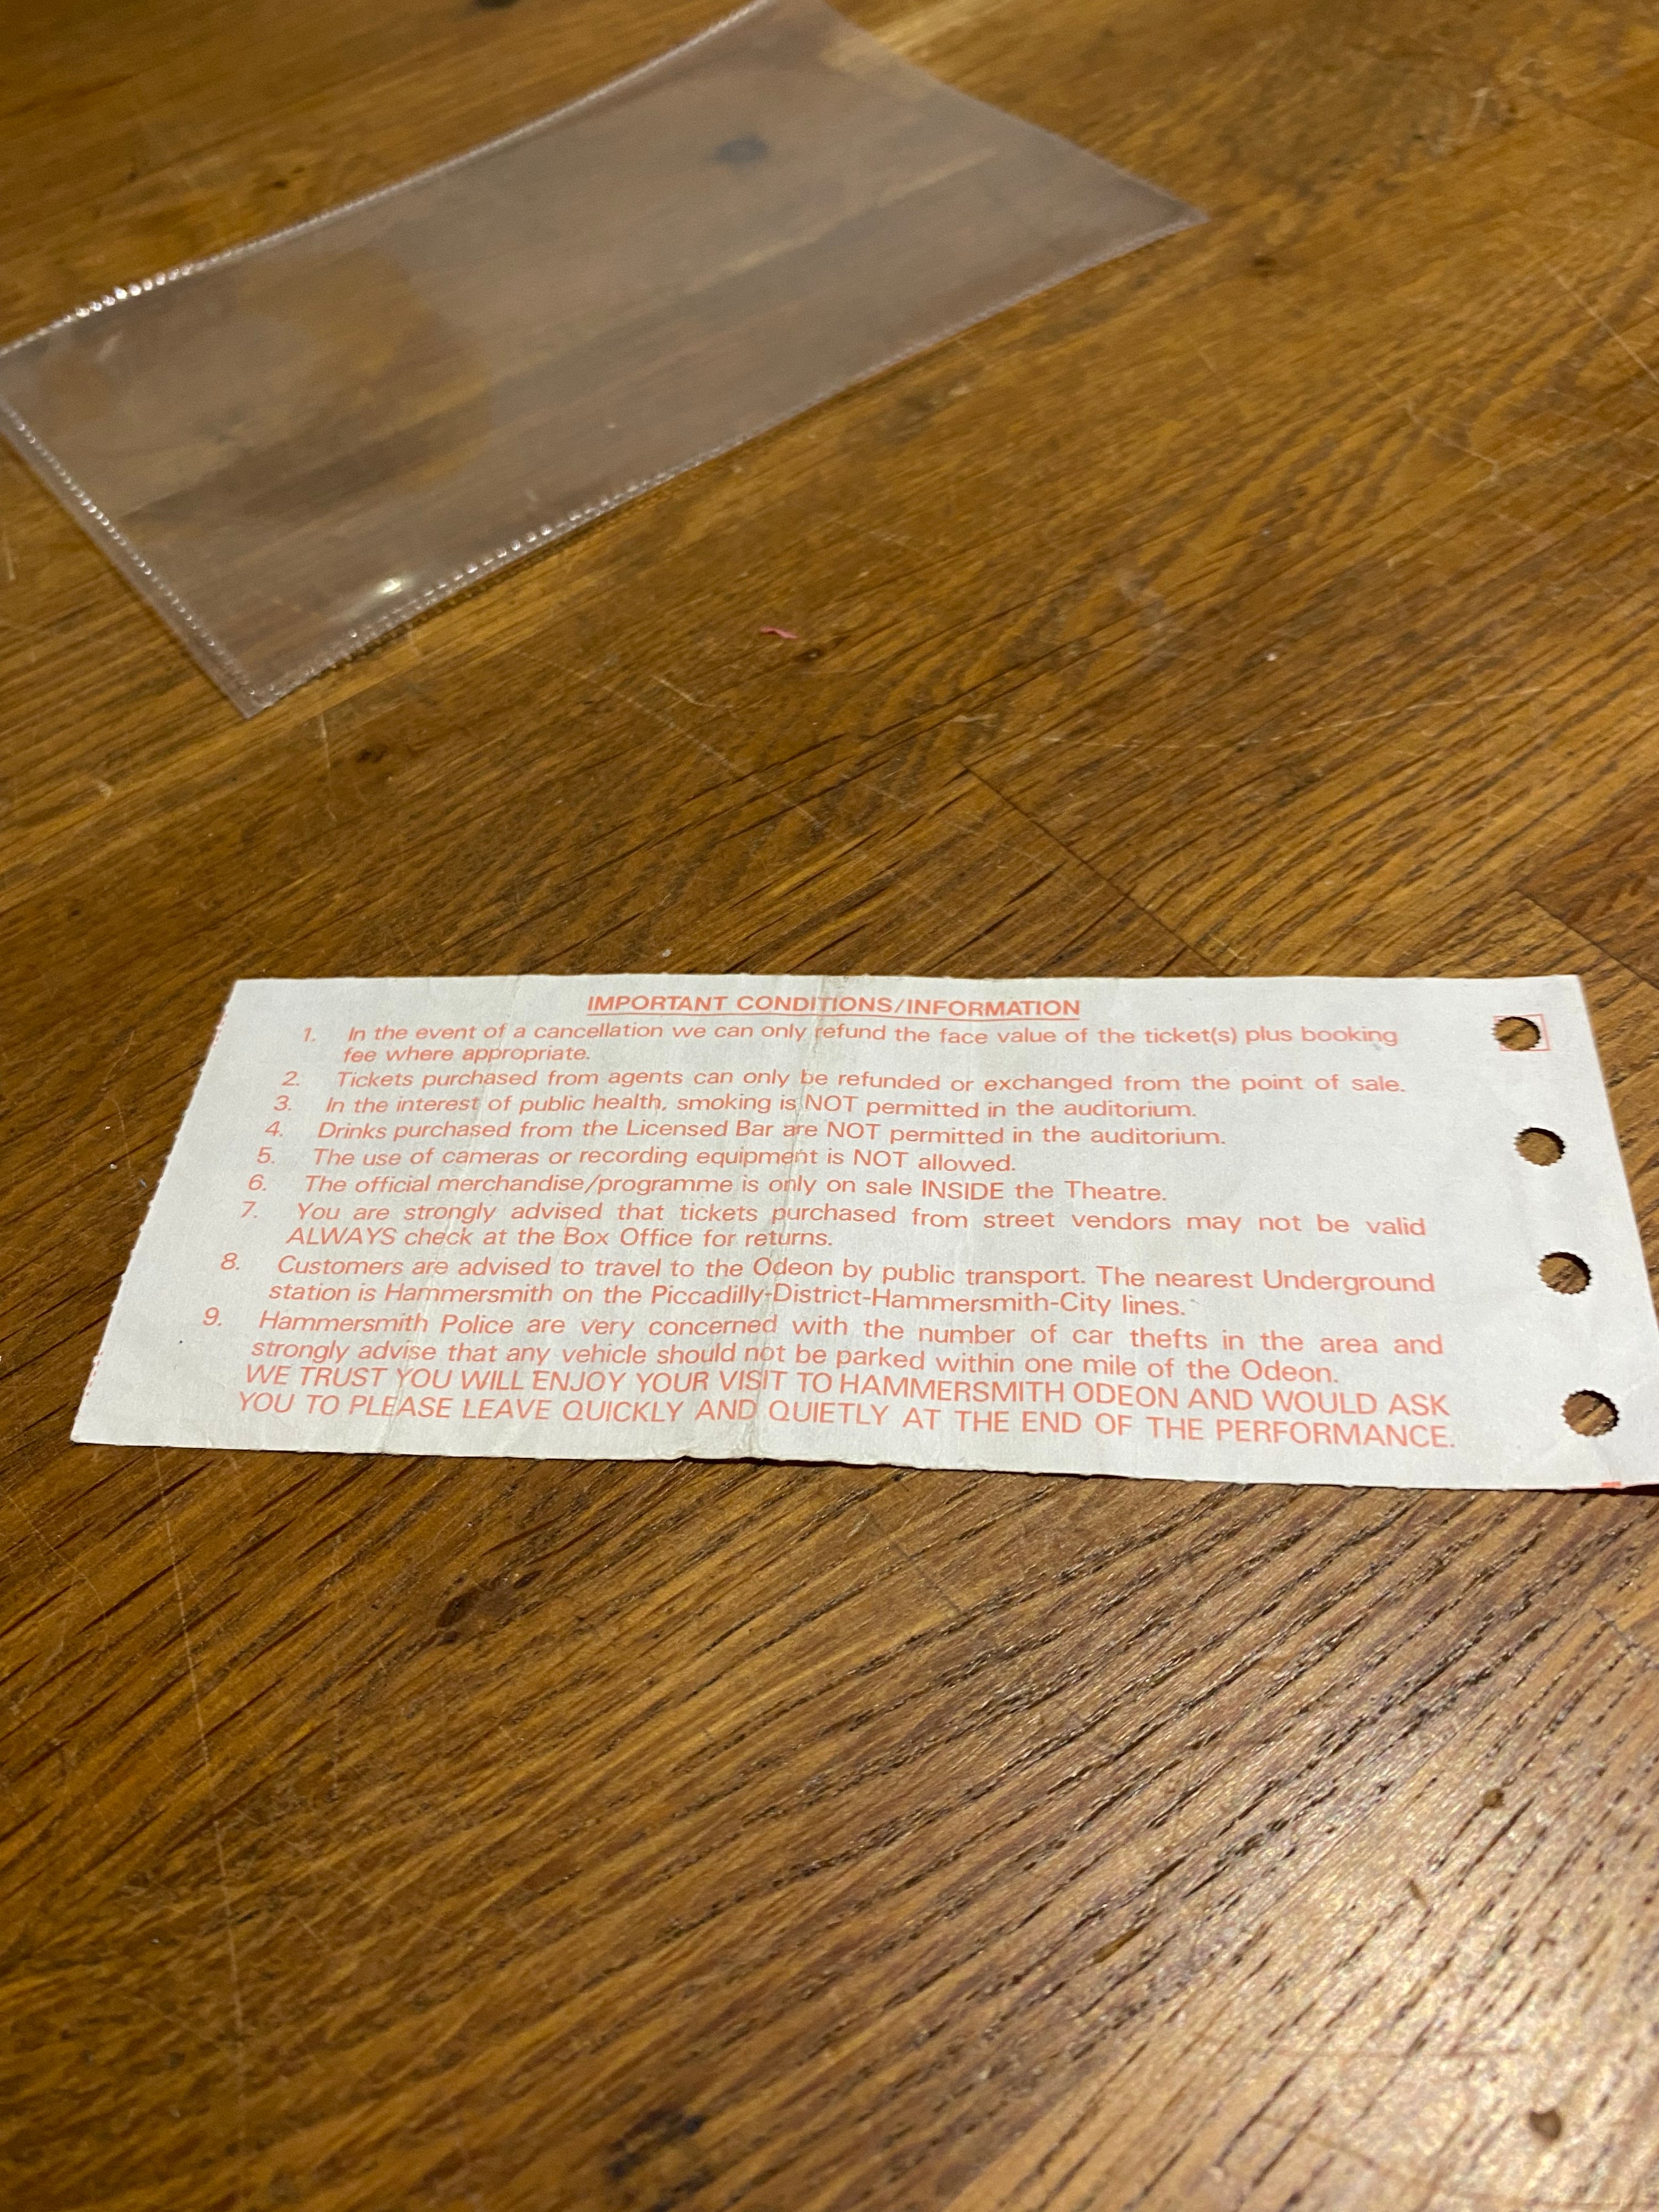 IMPORTANT CONDITIONS/INFORMATION
1. In the event of a cancellation we can only refund the face value of the ticket(s) plus booking
fee where appropriate.
2. Tickets purchased from agents can only be refunded or exchanged from the point of sale.
3. In the interest of public health, smoking is NOT permitted in the auditorium.
4. Drinks purchased from the Licensed Bar are NOT permitted in the auditorium.
5. The use of cameras or recording equipment is NOT allowed.
6. The official merchandise/programme is only on sale INSIDE the Theatre.
7. You are strongly advised that tickets purchased from street vendors may not be valid
ALWAYS check at the Box Office for returns.
8. Customers are advised to travel to the Odeon by public transport. The nearest Underground
station is Hammersmith on the Piccadilly-District-Hammersmith-City lines.
9. Hammersmith Police are very concerned with the number of car thefts in the area and
strongly advise that any vehicle should not be parked within one mile of the Odeon.
WE TRUST YOU WILL ENJOY YOUR VISIT TO HAMMERSMITH ODEON AND WOULD ASK
YOU TO PLEASE LEAVE QUICKLY AND QUIETLY AT THE END OF THE PERFORMANCE.